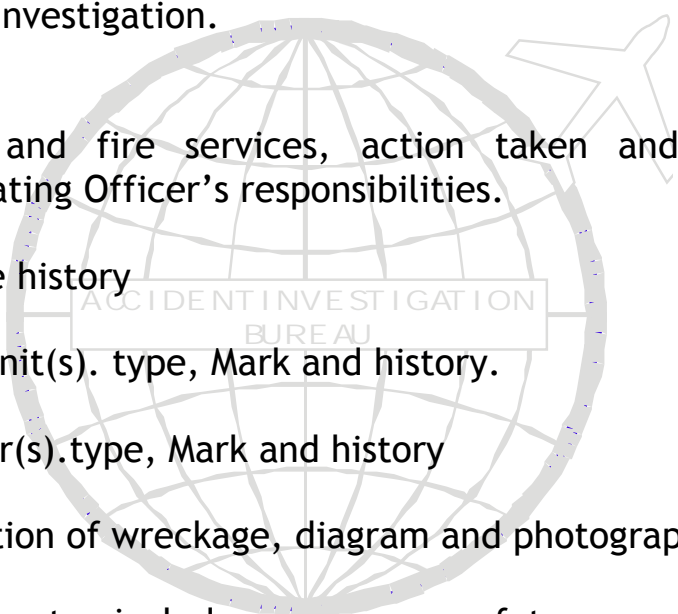 nvestigation.
and fire services, action taken and
ating Officer’s responsibilities.
e history
ACCIDENT INVESTIGATION
BUREAU
nit(s). type, Mark and history.
r(s).type, Mark and history
tion of wreckage, diagram and photograp